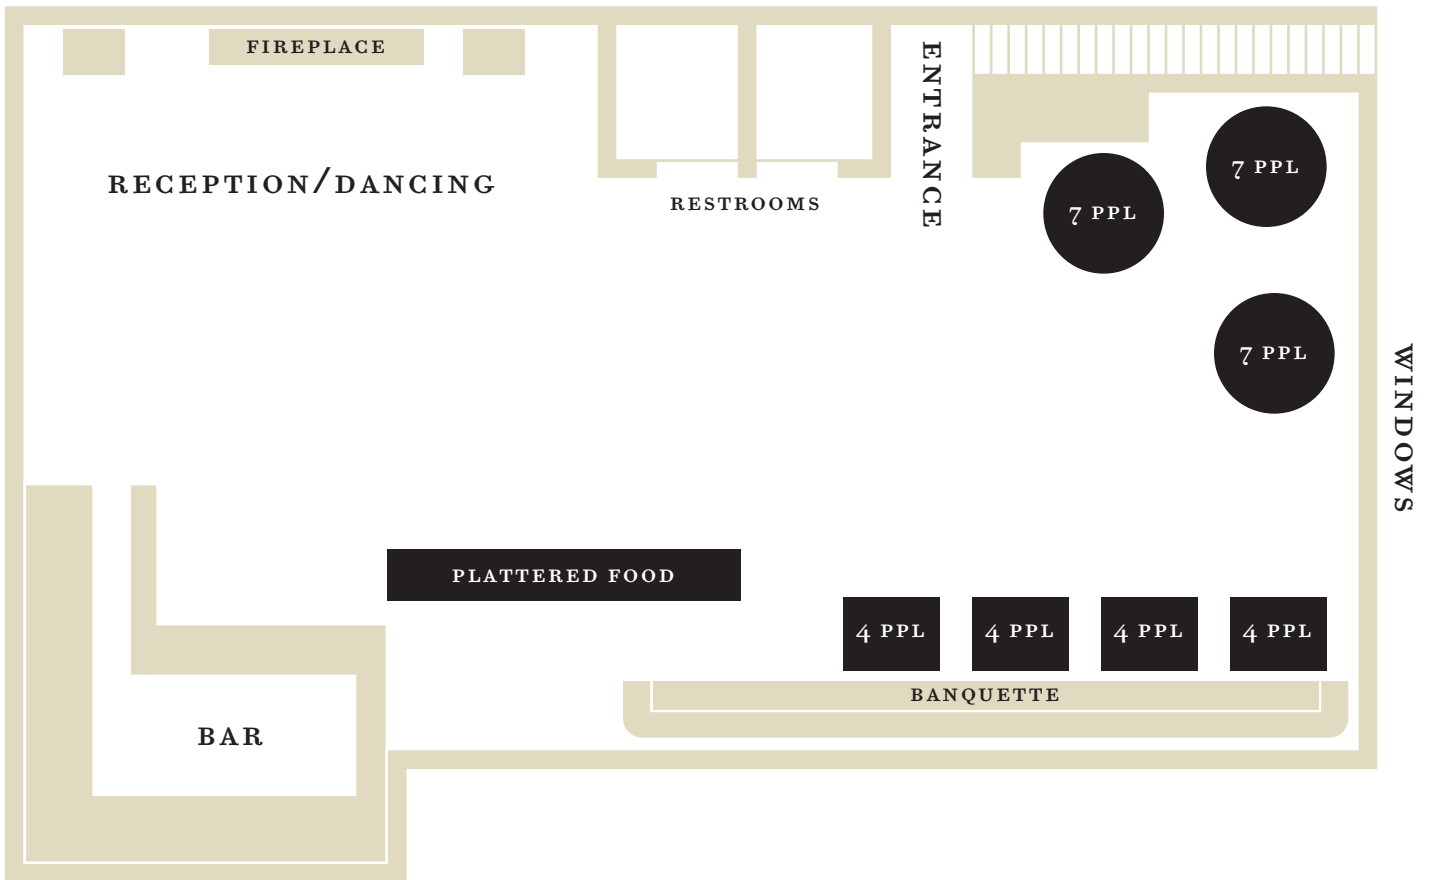 FIREPLACE
ENTRANCE
RECEPTION/DANCING
RESTROOMS
7 PPL
7 PPL
7 PPL
WINDOWS
PLATTERED FOOD
4 PPL
4 PPL
4 PPL
4 PPL
BANQUETTE
BAR